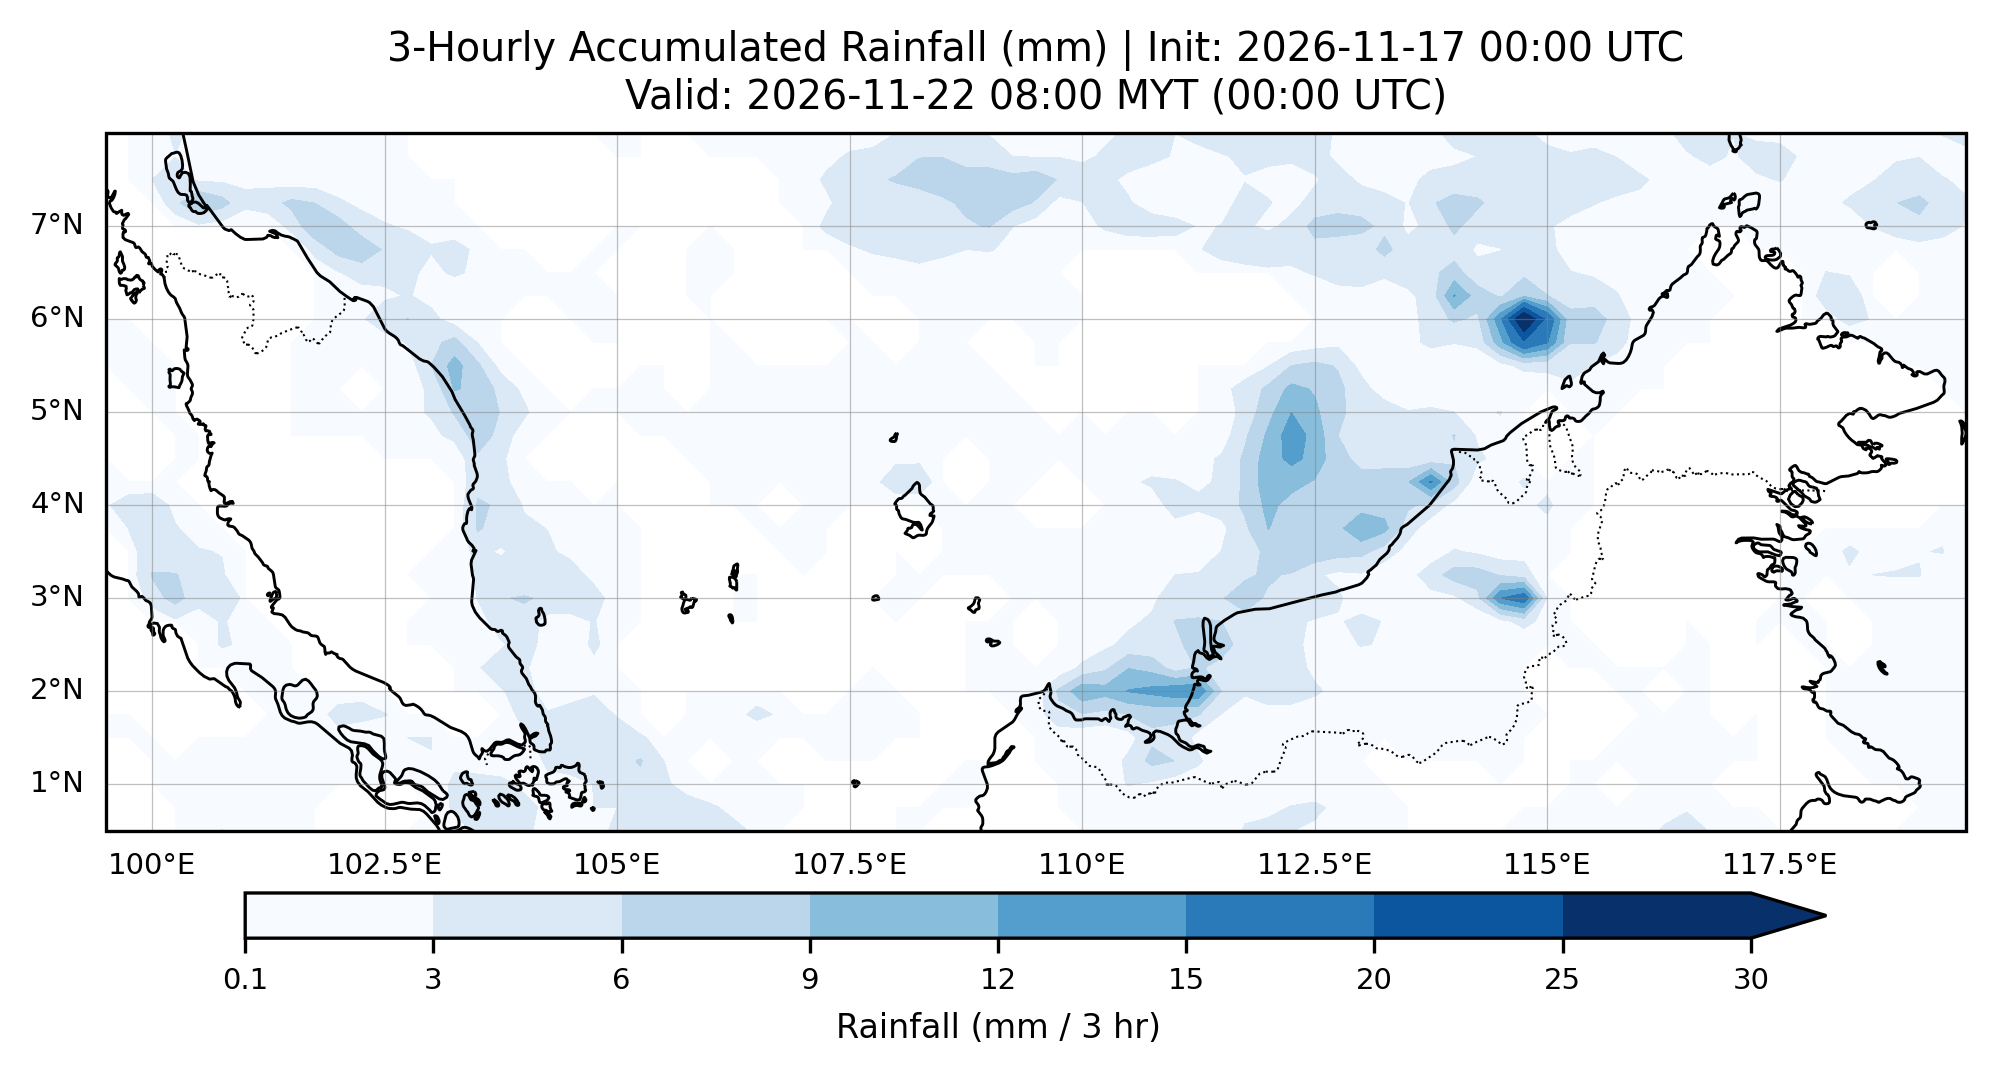 3-Hourly Accumulated Rainfall (mm) | Init: 2026-11-17 00:00 UTC
Valid: 2026-11-22 08:00 MYT (00:00 UTC)
7°N
6°N
5°N
4°N
3°N
2°N
1°N
100°E 102.5°E 105°E 107.5°E 110°E 112.5°E 115°E 117.5°E
0.1 3 6 9 12 15 20 25 30
Rainfall (mm / 3 hr)